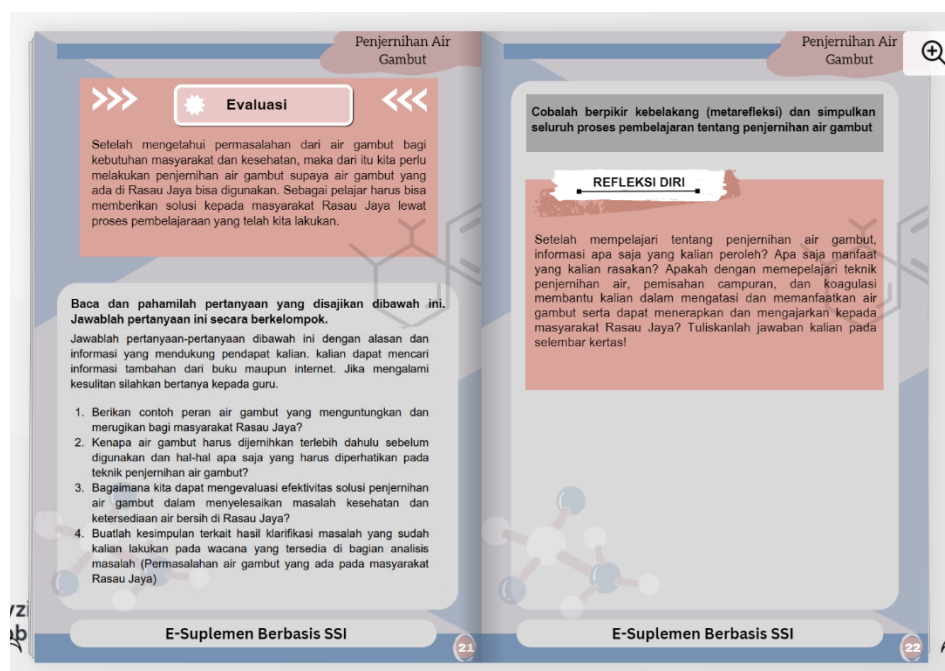 Penjernihan Air
Gambut
Evaluasi
Setelah mengetahui permasalahan dari air gambut bagi
kebutuhan masyarakat dan kesehatan, maka dari itu kita perlu
melakukan penjernihan air gambut supaya air gambut yang
ada di Rasau Jaya bisa digunakan. Sebagai pelajar harus bisa
memberikan solusi kepada masyarakat Rasau Jaya lewat
proses pembelajaraan yang telah kita lakukan.
Baca dan pahamilah pertanyaan yang disajikan dibawah ini.
Jawablah pertanyaan ini secara berkelompok.
Jawablah pertanyaan-pertanyaan dibawah ini dengan alasan dan
informasi yang mendukung pendapat kalian. kalian dapat mencari
informasi tambahan dari buku maupun internet. Jika mengalami
kesulitan silahkan bertanya kepada guru.
1. Berikan contoh peran air gambut yang menguntungkan dan
merugikan bagi masyarakat Rasau Jaya?
2. Kenapa air gambut harus dijernihkan terlebih dahulu sebelum
digunakan dan hal-hal apa saja yang harus diperhatikan pada
teknik penjernihan air gambut?
3. Bagaimana kita dapat mengevaluasi efektivitas solusi penjernihan
air gambut dalam menyelesaikan masalah kesehatan dan
ketersediaan air bersih di Rasau Jaya?
4. Buatlah kesimpulan terkait hasil klarifikasi masalah yang sudah
kalian lakukan pada wacana yang tersedia di bagian analisis
masalah (Permasalahan air gambut yang ada pada masyarakat
Rasau Jaya)
E-Suplemen Berbasis SSI
21
Penjernihan Air
Gambut
Cobalah berpikir kebelakang (metarefleksi) dan simpulkan
seluruh proses pembelajaran tentang penjernihan air gambut
REFLEKSI DIRI
Setelah mempelajari tentang penjernihan air gambut,
informasi apa saja yang kalian peroleh? Apa saja manfaat
yang kalian rasakan? Apakah dengan memepelajari teknik
penjernihan air, pemisahan campuran, dan koagulasi
membantu kalian dalam mengatasi dan memanfaatkan air
gambut serta dapat menerapkan dan mengajarkan kepada
masyarakat Rasau Jaya? Tuliskanlah jawaban kalian pada
selembar kertas!
E-Suplemen Berbasis SSI
22